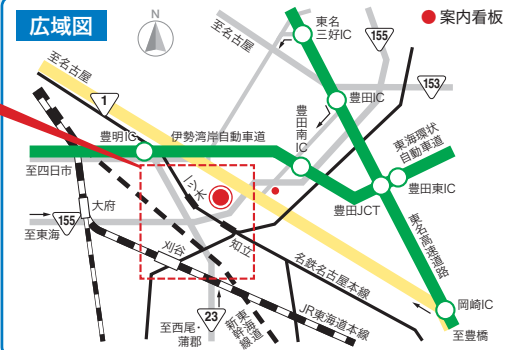 広域図
N
案内看板
東名
三好IC
至名古屋
155
153
至名古屋
1
豊田IC
豊田南IC
豊明IC
伊勢湾岸自動車道
東海環状
自動車道
至四日市
一ツ木
豊田東IC
大府
豊田JCT
155
至東海
刈谷
知立
東名高速道路
名鉄名古屋本線
岡崎IC
JR東海道本線
至西尾・
蒲郡
23
東海道
新幹線
至豊橋